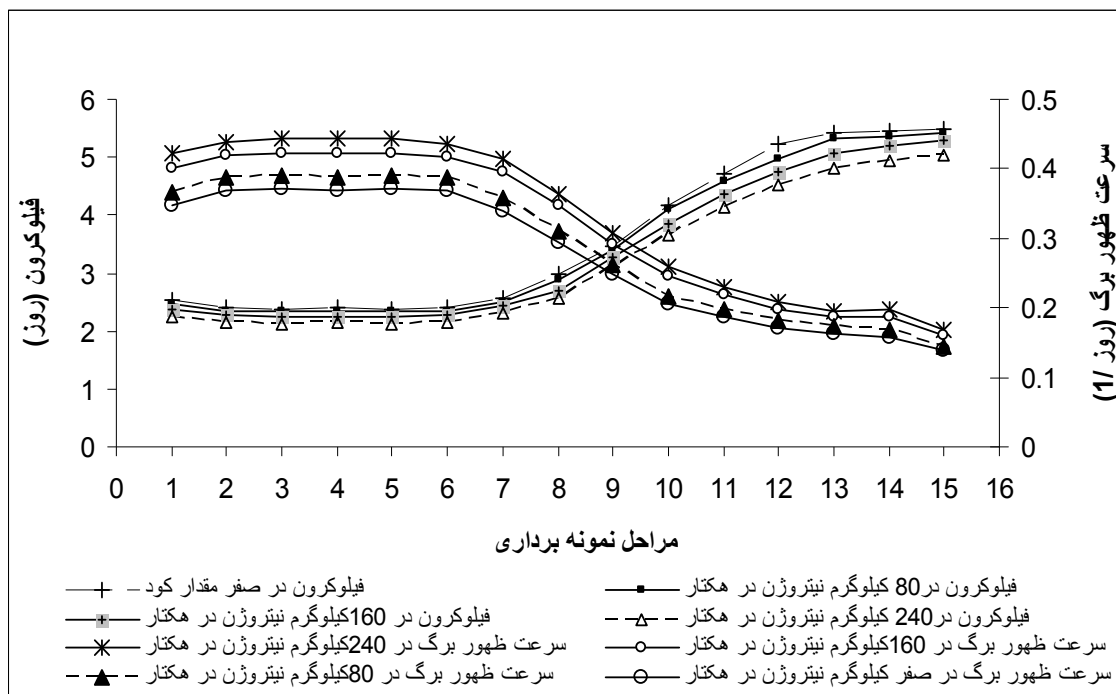 6
5
4
3
2
1
0
0.5
0.4
0.3
0.2
0.1
0
فیلوکرون (روز)
سرعت ظهور برگ (روز /1)
0 1 2 3 4 5 6 7 8 9 10 11 12 13 14 15 16
مراحل نمونه برداری
فیلوکرون در صفر مقدار کود
فیلوکرون در80 کیلوگرم نیتروژن در هکتار
فیلوکرون در 160کیلوگرم نیتروژن در هکتار
فیلوکرون در240 کیلوگرم نیتروژن در هکتار
سرعت ظهور برگ در 240کیلوگرم نیتروژن در هکتار
سرعت ظهور برگ در 160کیلوگرم نیتروژن در هکتار
سرعت ظهور برگ در 80کیلوگرم نیتروژن در هکتار
سرعت ظهور برگ در صفر کیلوگرم نیتروژن در هکتار